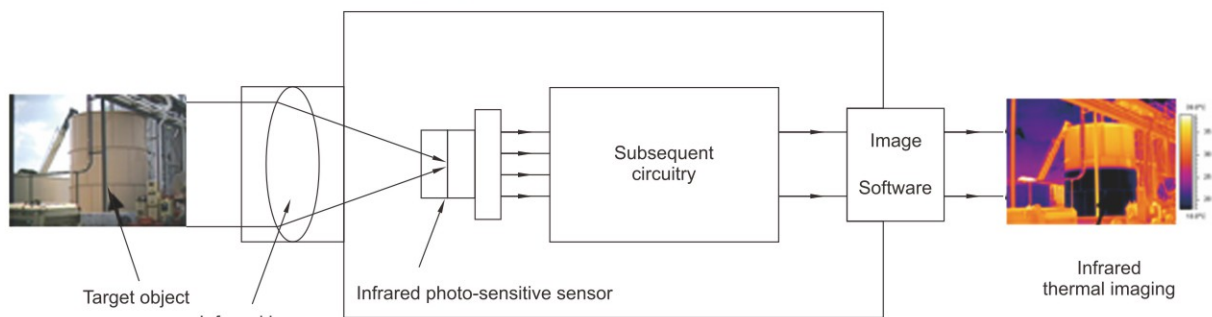 Target object
Infrared photo-sensitive sensor
Subsequent
circuitry
Image
Software
Infrared
thermal imaging